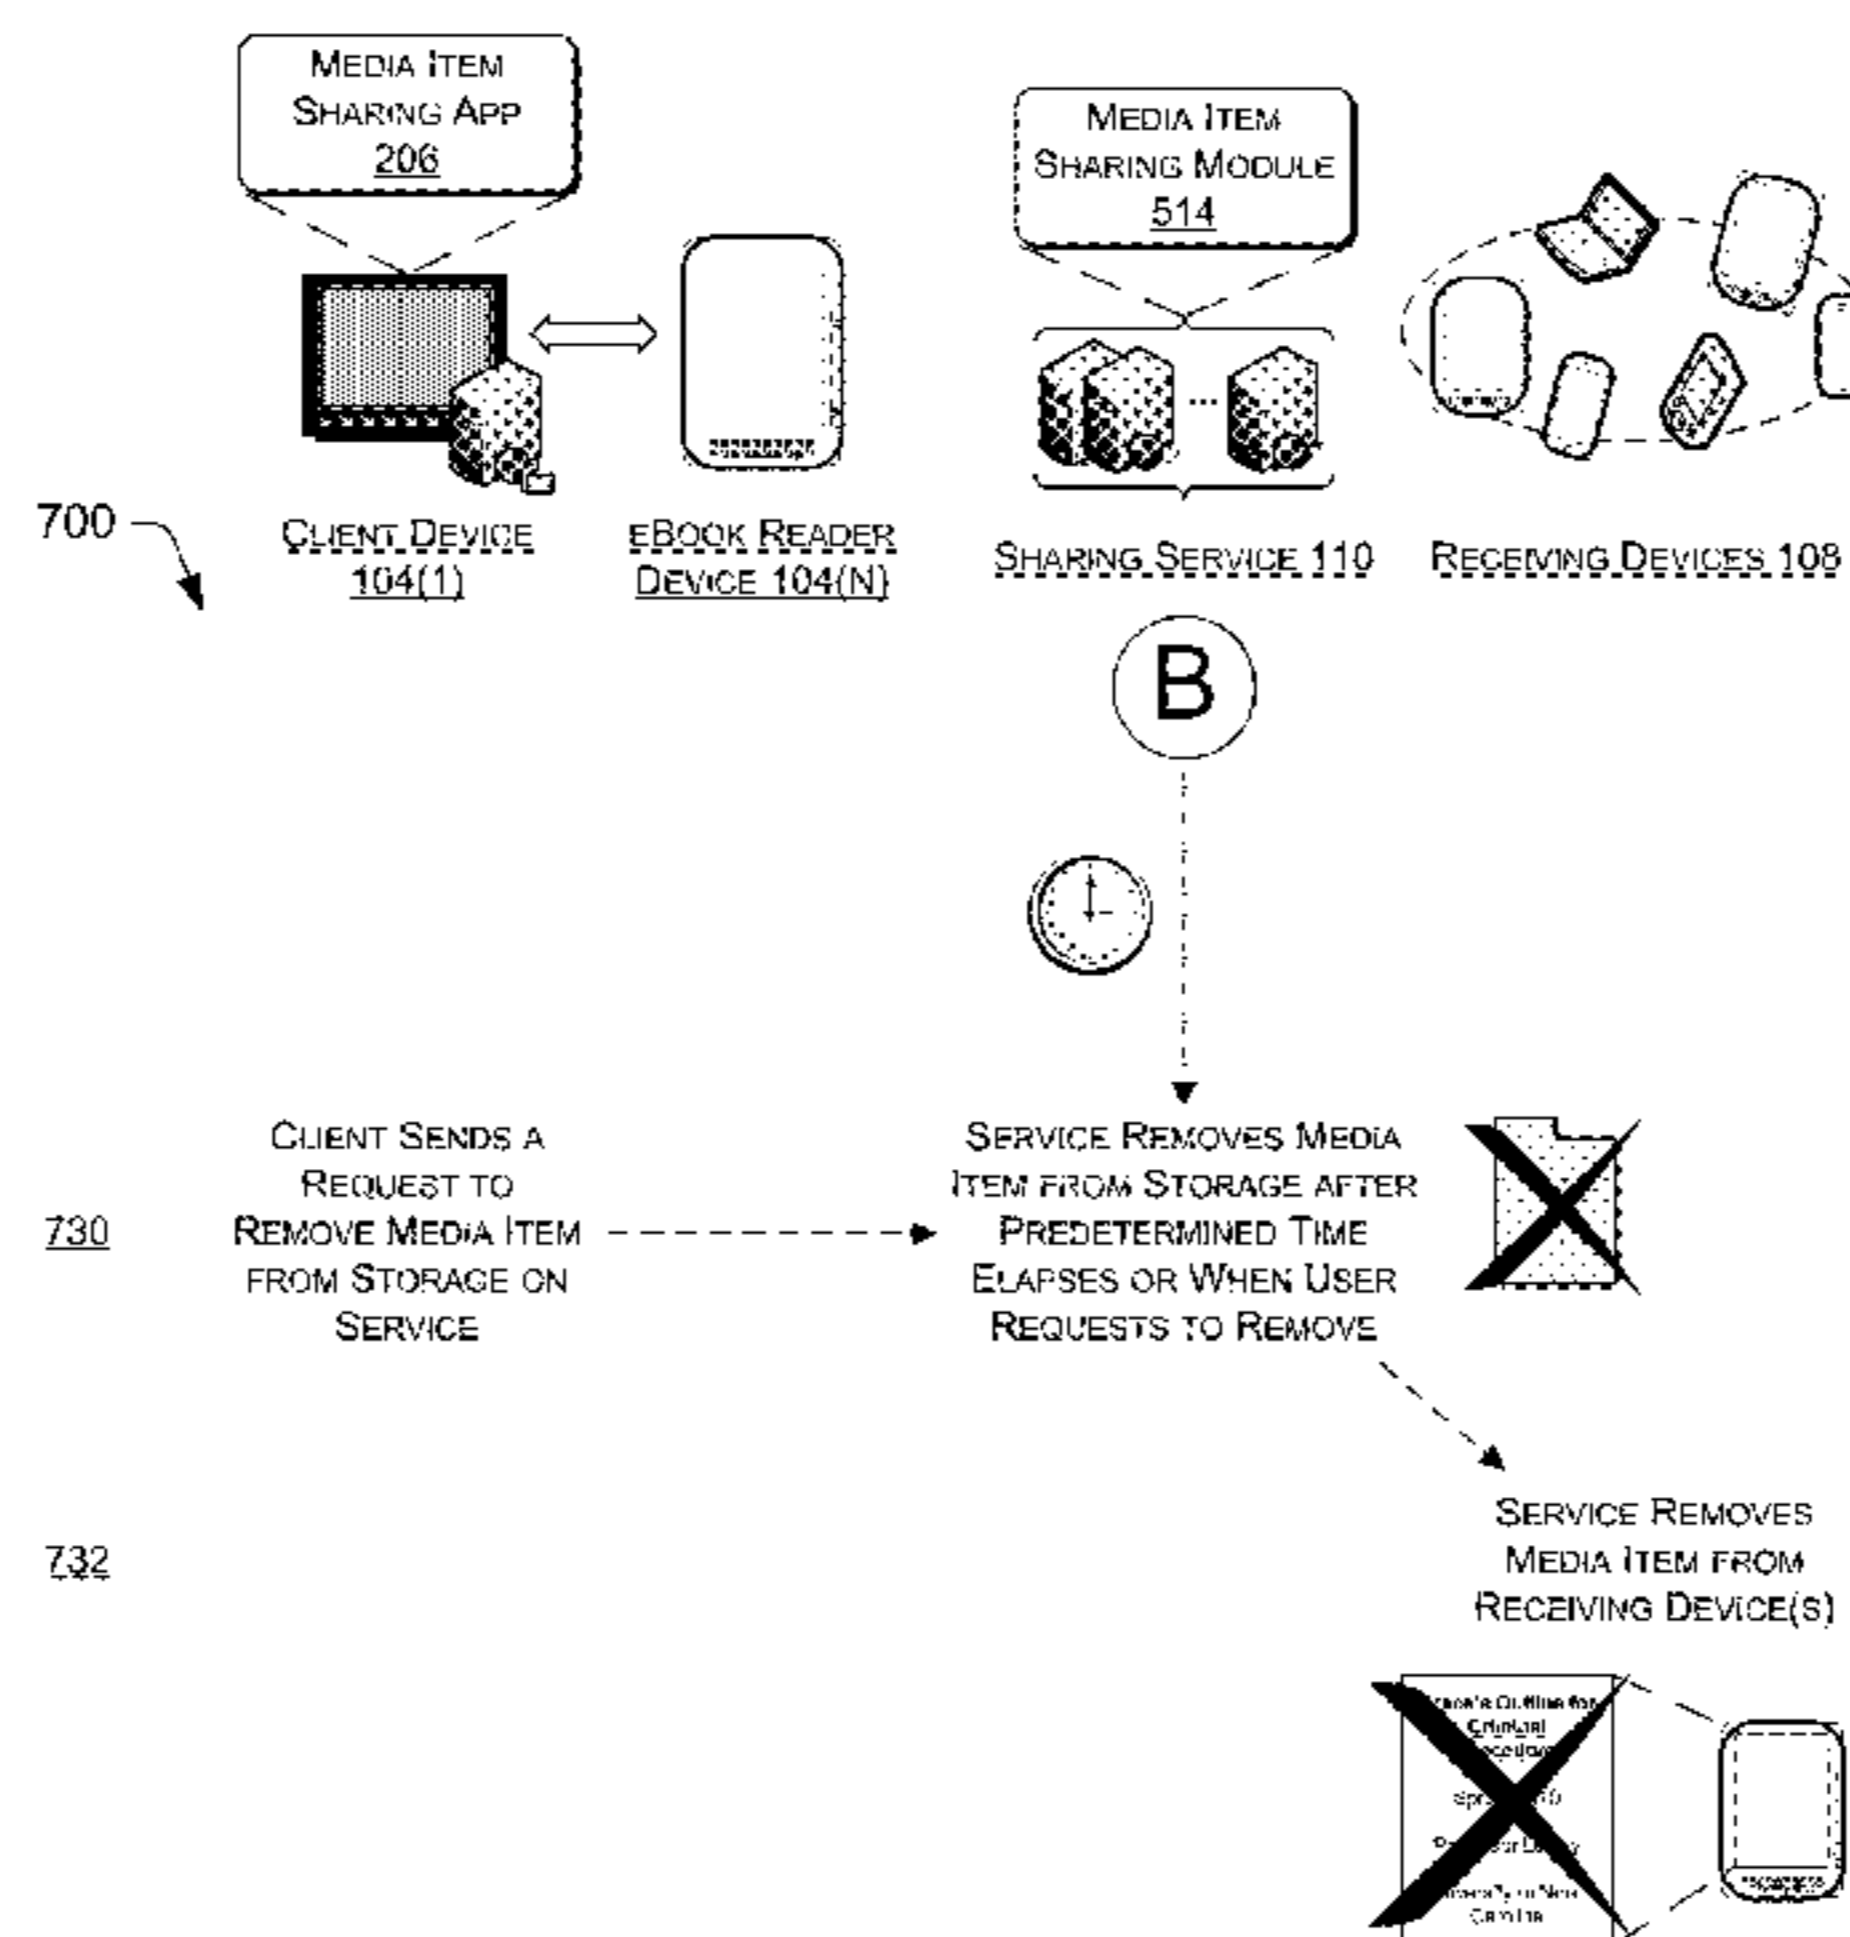 MEDIA ITEM
SHARING APP
206
MEDIA ITEM
SHARING MODULE
514
700
CLIENT DEVICE
104(1)
EBOOK READER
DEVICE 104(N)
SHARING SERVICE 110
RECEIVING DEVICES 108
B
730
CLIENT SENDS A
REQUEST TO
REMOVE MEDIA ITEM
FROM STORAGE ON
SERVICE
SERVICE REMOVES MEDIA
ITEM FROM STORAGE AFTER
PREDETERMINED TIME
ELAPSES OR WHEN USER
REQUESTS TO REMOVE
732
SERVICE REMOVES
MEDIA ITEM FROM
RECEIVING DEVICE(S)
Outline for
Criminal
Carolina